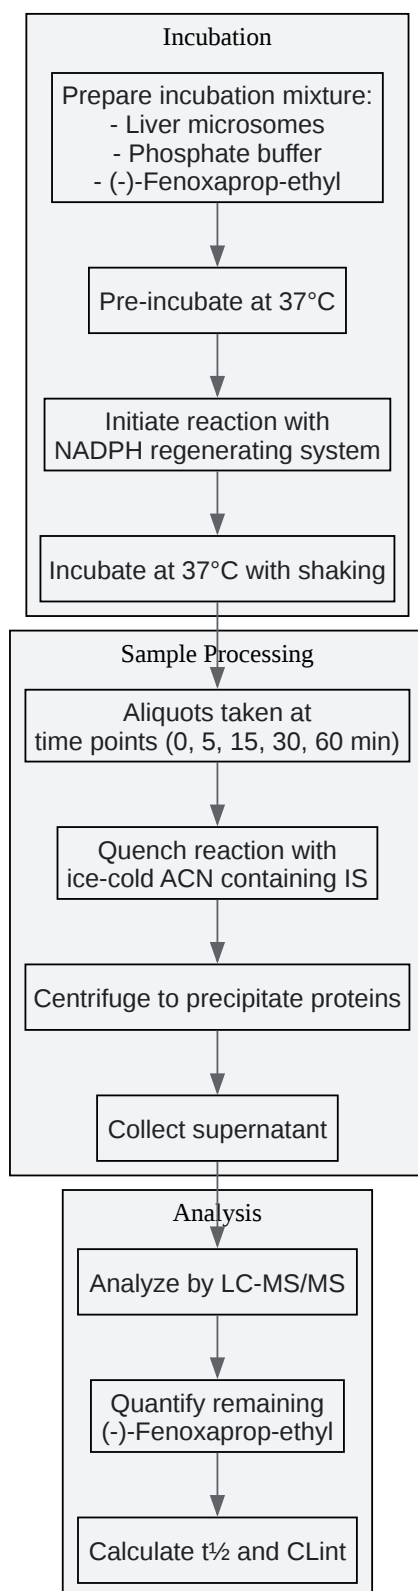 Incubation
Prepare incubation mixture:
- Liver microsomes
- Phosphate buffer
- (-)-Fenoxaprop-ethyl
Pre-incubate at 37°C
Initiate reaction with
NADPH regenerating system
Incubate at 37°C with shaking
Sample Processing
Aliquots taken at
time points (0, 5, 15, 30, 60 min)
Quench reaction with
ice-cold ACN containing IS
Centrifuge to precipitate proteins
Collect supernatant
Analysis
Analyze by LC-MS/MS
Quantify remaining
(-)-Fenoxaprop-ethyl
Calculate t½ and CLint